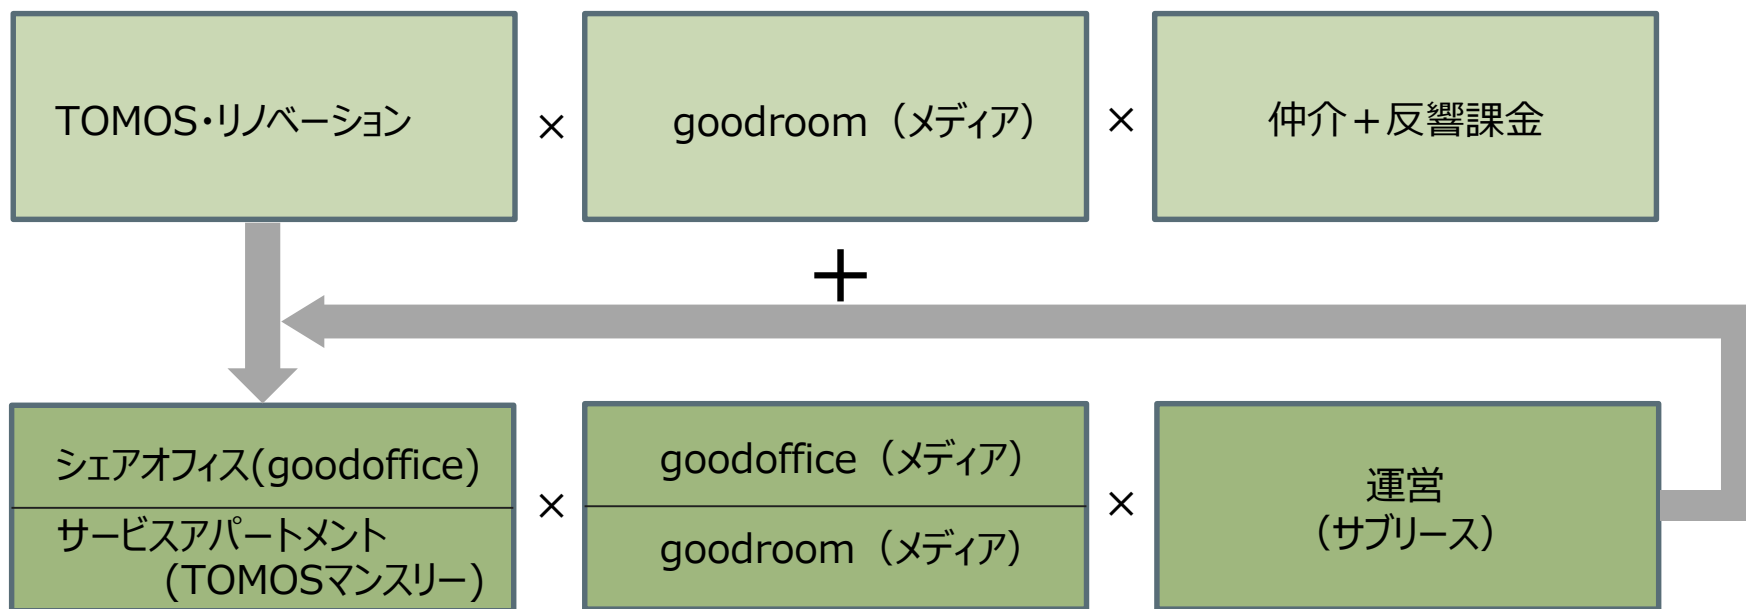 TOMOS・リノベーション
×
goodroom（メディア）
×
仲介＋反響課金
＋
シェアオフィス(goodoffice)
サービスアパートメント
(TOMOSマンスリー)
×
goodoffice（メディア）
goodroom（メディア）
×
運営
(サブリース)